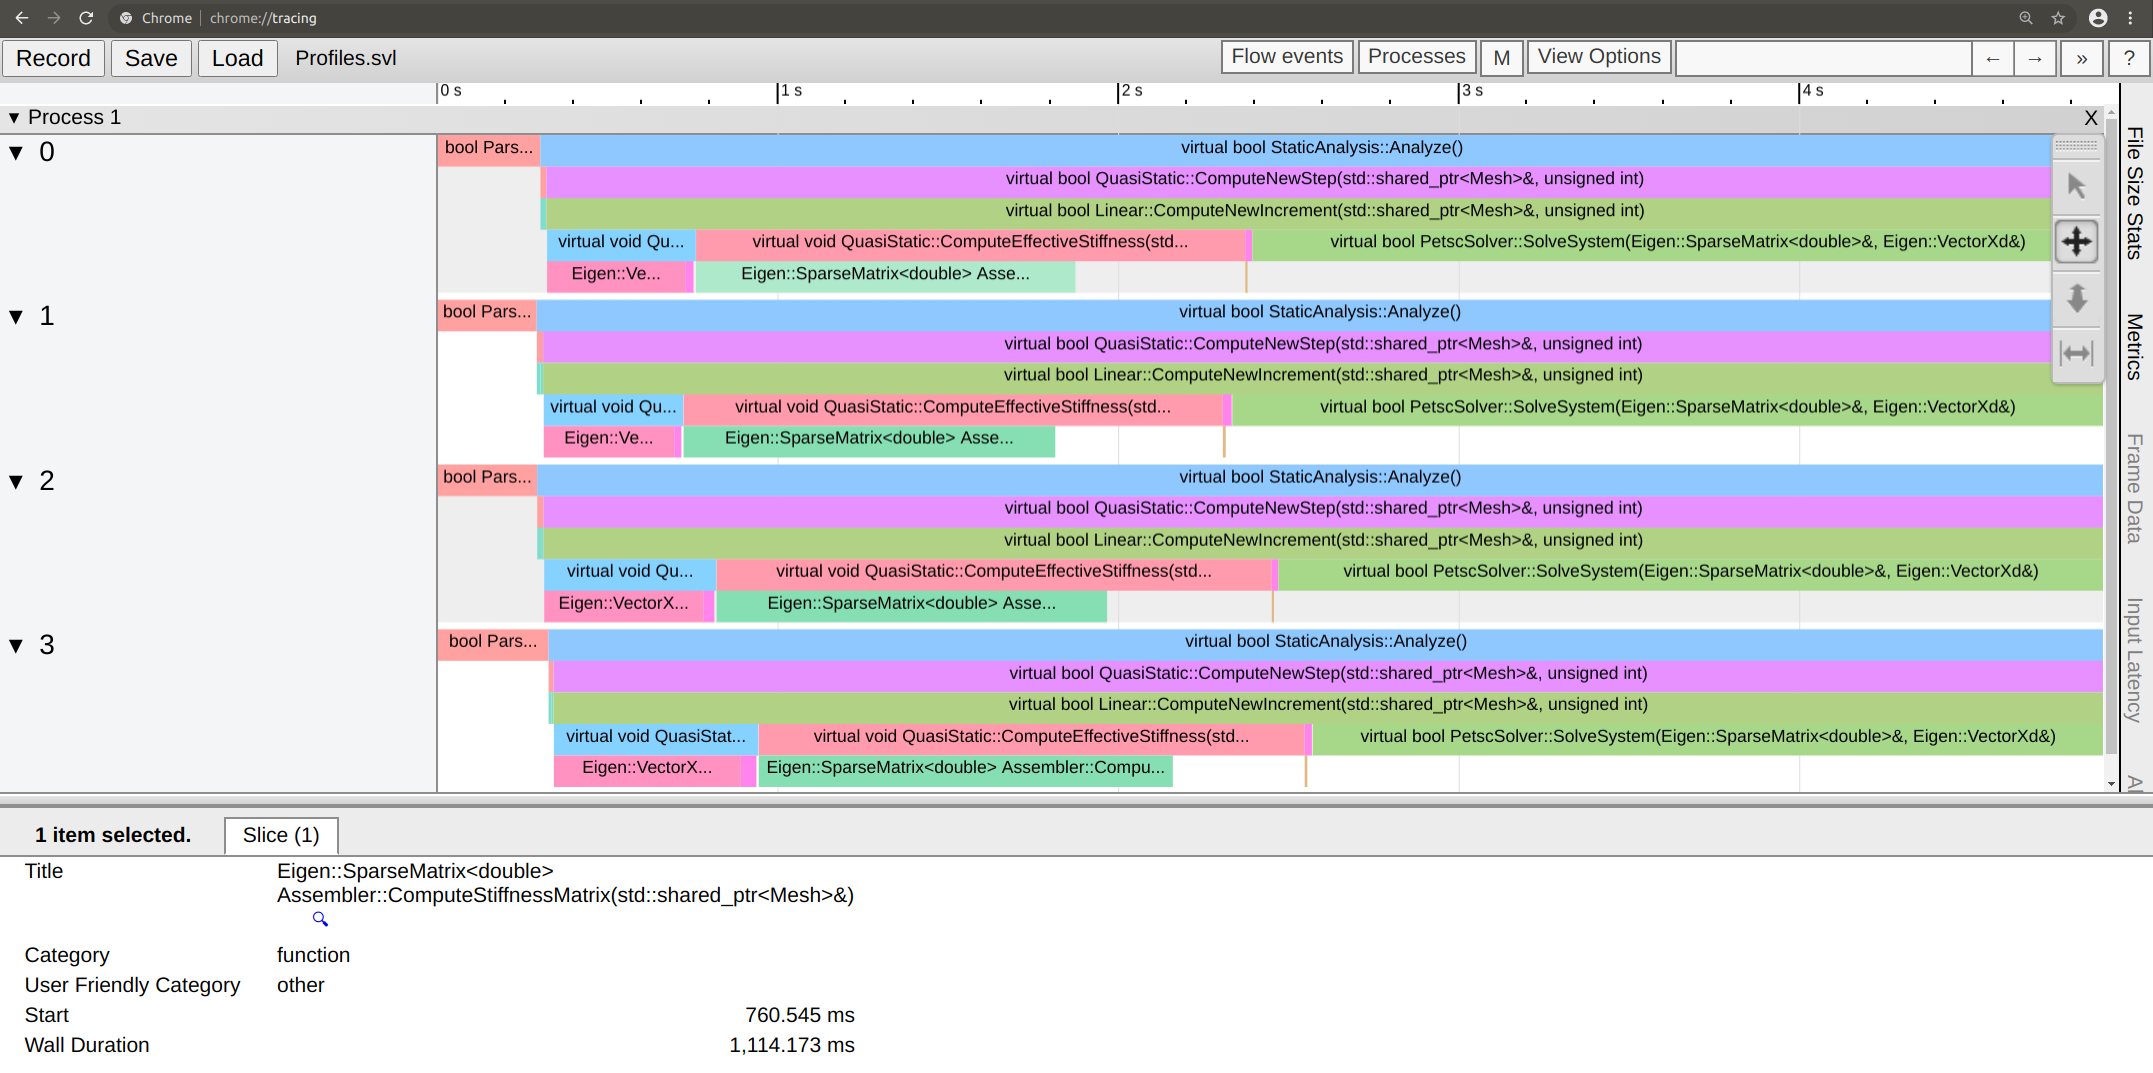 Chrome | chrome://tracing
Record Save Load Profiles.svl Flow events Processes M View Options ← → » ?
0 s 1 s 2 s 3 s 4 s
▼ Process 1 X
▼ 0
bool Pars... virtual bool StaticAnalysis::Analyze()
virtual bool QuasiStatic::ComputeNewStep(std::shared_ptr<Mesh>&, unsigned int)
virtual bool Linear::ComputeNewIncrement(std::shared_ptr<Mesh>&, unsigned int)
virtual void Qu... virtual void QuasiStatic::ComputeEffectiveStiffness(std... virtual bool PetscSolver::SolveSystem(Eigen::SparseMatrix<double>&, Eigen::VectorXd&)
Eigen::Ve... Eigen::SparseMatrix<double> Asse...
▼ 1
bool Pars... virtual bool StaticAnalysis::Analyze()
virtual bool QuasiStatic::ComputeNewStep(std::shared_ptr<Mesh>&, unsigned int)
virtual bool Linear::ComputeNewIncrement(std::shared_ptr<Mesh>&, unsigned int)
virtual void Qu... virtual void QuasiStatic::ComputeEffectiveStiffness(std... virtual bool PetscSolver::SolveSystem(Eigen::SparseMatrix<double>&, Eigen::VectorXd&)
Eigen::Ve... Eigen::SparseMatrix<double> Asse...
▼ 2
bool Pars... virtual bool StaticAnalysis::Analyze()
virtual bool QuasiStatic::ComputeNewStep(std::shared_ptr<Mesh>&, unsigned int)
virtual bool Linear::ComputeNewIncrement(std::shared_ptr<Mesh>&, unsigned int)
virtual void Qu... virtual void QuasiStatic::ComputeEffectiveStiffness(std... virtual bool PetscSolver::SolveSystem(Eigen::SparseMatrix<double>&, Eigen::VectorXd&)
Eigen::VectorX... Eigen::SparseMatrix<double> Asse...
▼ 3
bool Pars... virtual bool StaticAnalysis::Analyze()
virtual bool QuasiStatic::ComputeNewStep(std::shared_ptr<Mesh>&, unsigned int)
virtual bool Linear::ComputeNewIncrement(std::shared_ptr<Mesh>&, unsigned int)
virtual void QuasiStat... virtual void QuasiStatic::ComputeEffectiveStiffness(std... virtual bool PetscSolver::SolveSystem(Eigen::SparseMatrix<double>&, Eigen::VectorXd&)
Eigen::VectorX... Eigen::SparseMatrix<double> Assembler::Compu...
File Size Stats
Metrics
Frame Data
Input Latency
1 item selected. Slice (1)
Title Eigen::SparseMatrix<double>
Assembler::ComputeStiffnessMatrix(std::shared_ptr<Mesh>&)
Category function
User Friendly Category other
Start 760.545 ms
Wall Duration 1,114.173 ms